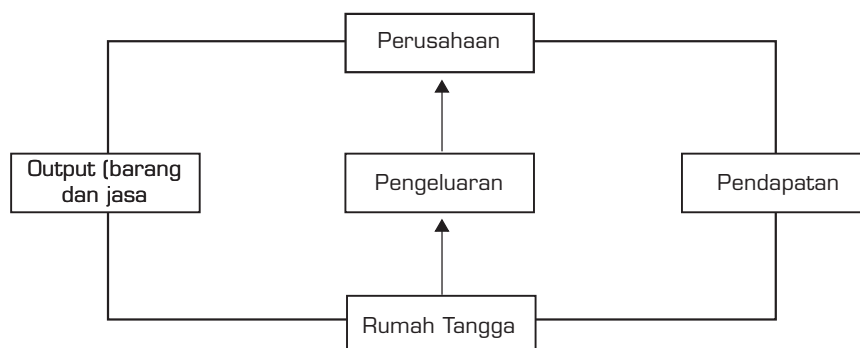 Perusahaan
Output (barang
dan jasa
Pengeluaran
Pendapatan
Rumah Tangga